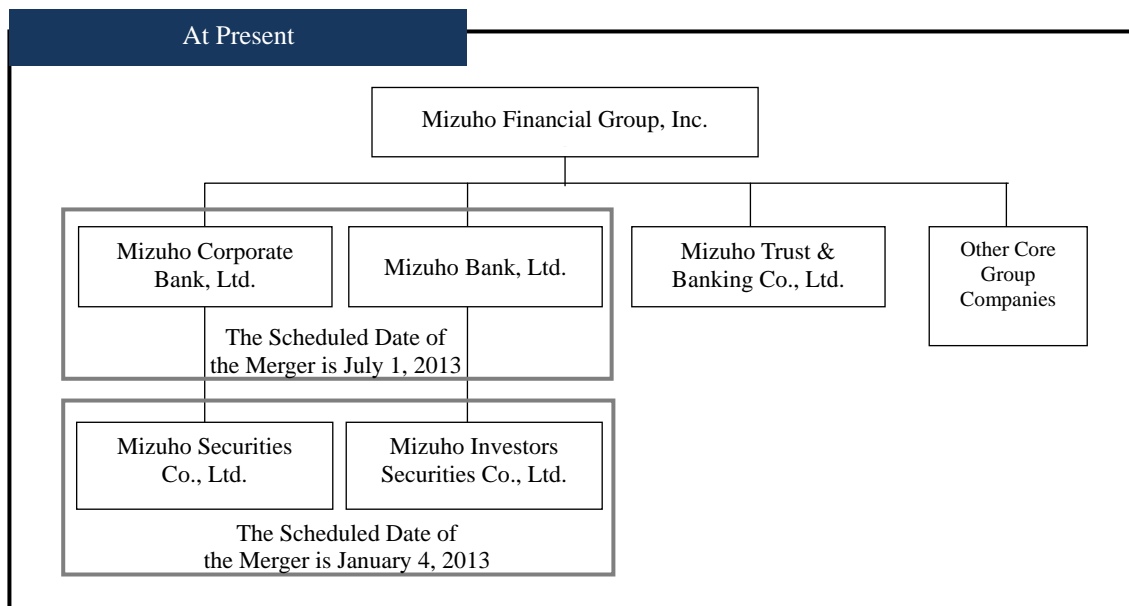 At Present
Mizuho Financial Group, Inc.
Mizuho Corporate
Bank, Ltd.
Mizuho Bank, Ltd.
Mizuho Trust &
Banking Co., Ltd.
Other Core
Group
Companies
The Scheduled Date of
the Merger is July 1, 2013
Mizuho Securities
Co., Ltd.
Mizuho Investors
Securities Co., Ltd.
The Scheduled Date of
the Merger is January 4, 2013